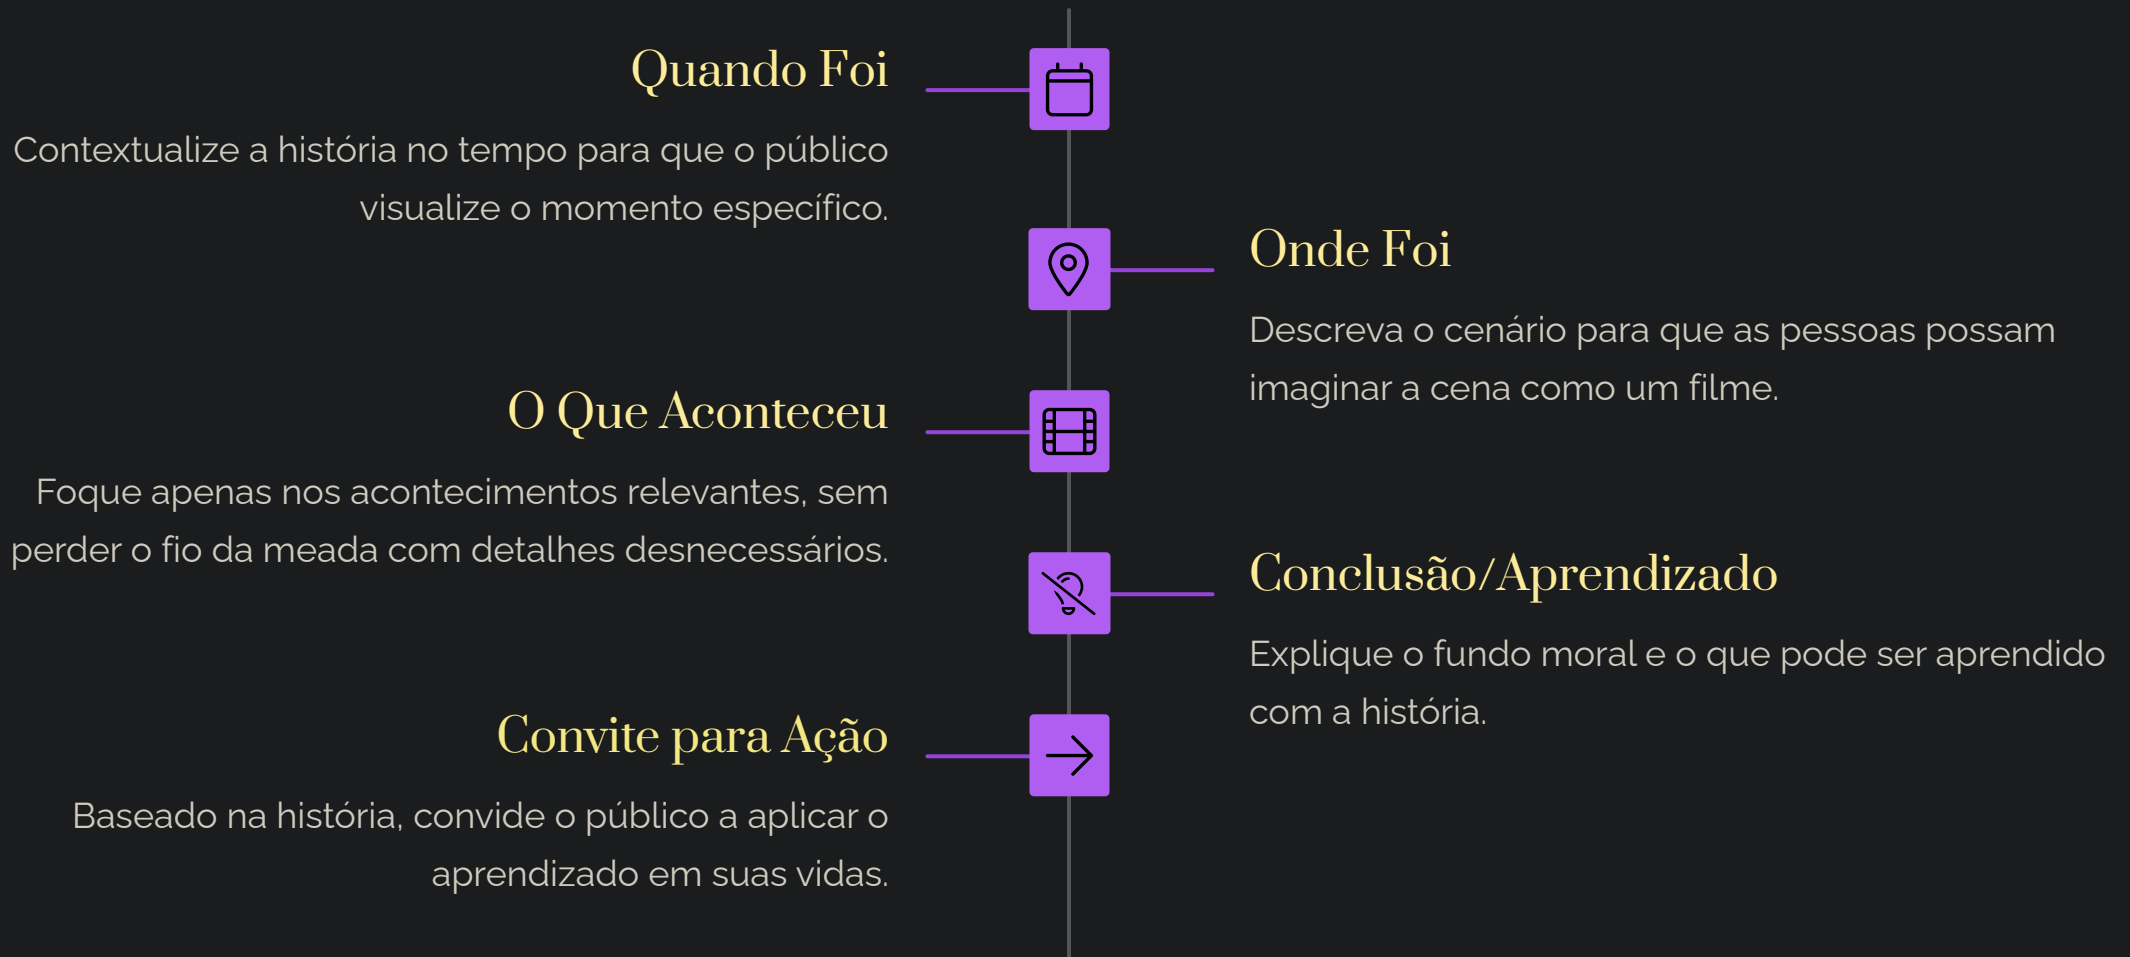 Quando Foi
Contextualize a história no tempo para que o público
visualize o momento específico.
Onde Foi
Descreva o cenário para que as pessoas possam
imaginar a cena como um filme.
O Que Aconteceu
Foque apenas nos acontecimentos relevantes, sem
perder o fio da meada com detalhes desnecessários.
Conclusão/Aprendizado
Explique o fundo moral e o que pode ser aprendido
com a história.
Convite para Ação
Baseado na história, convide o público a aplicar o
aprendizado em suas vidas.